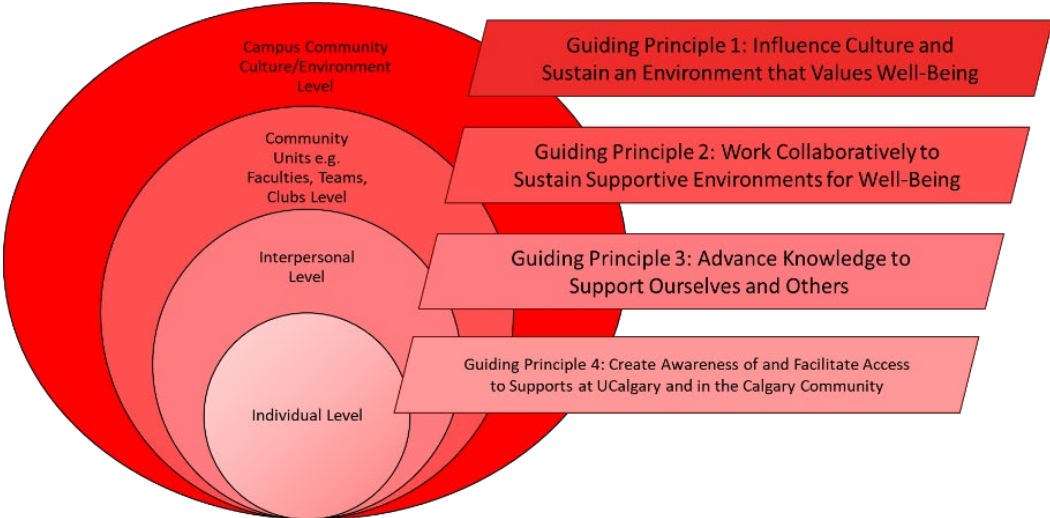 Campus Community
Culture/Environment
Level
Guiding Principle 1: Influence Culture and
Sustain an Environment that Values Well-Being
Community
Units e.g.
Faculties, Teams,
Clubs Level
Guiding Principle 2: Work Collaboratively to
Sustain Supportive Environments for Well-Being
Interpersonal
Level
Guiding Principle 3: Advance Knowledge to
Support Ourselves and Others
Individual Level
Guiding Principle 4: Create Awareness of and Facilitate Access
to Supports at UCalgary and in the Calgary Community